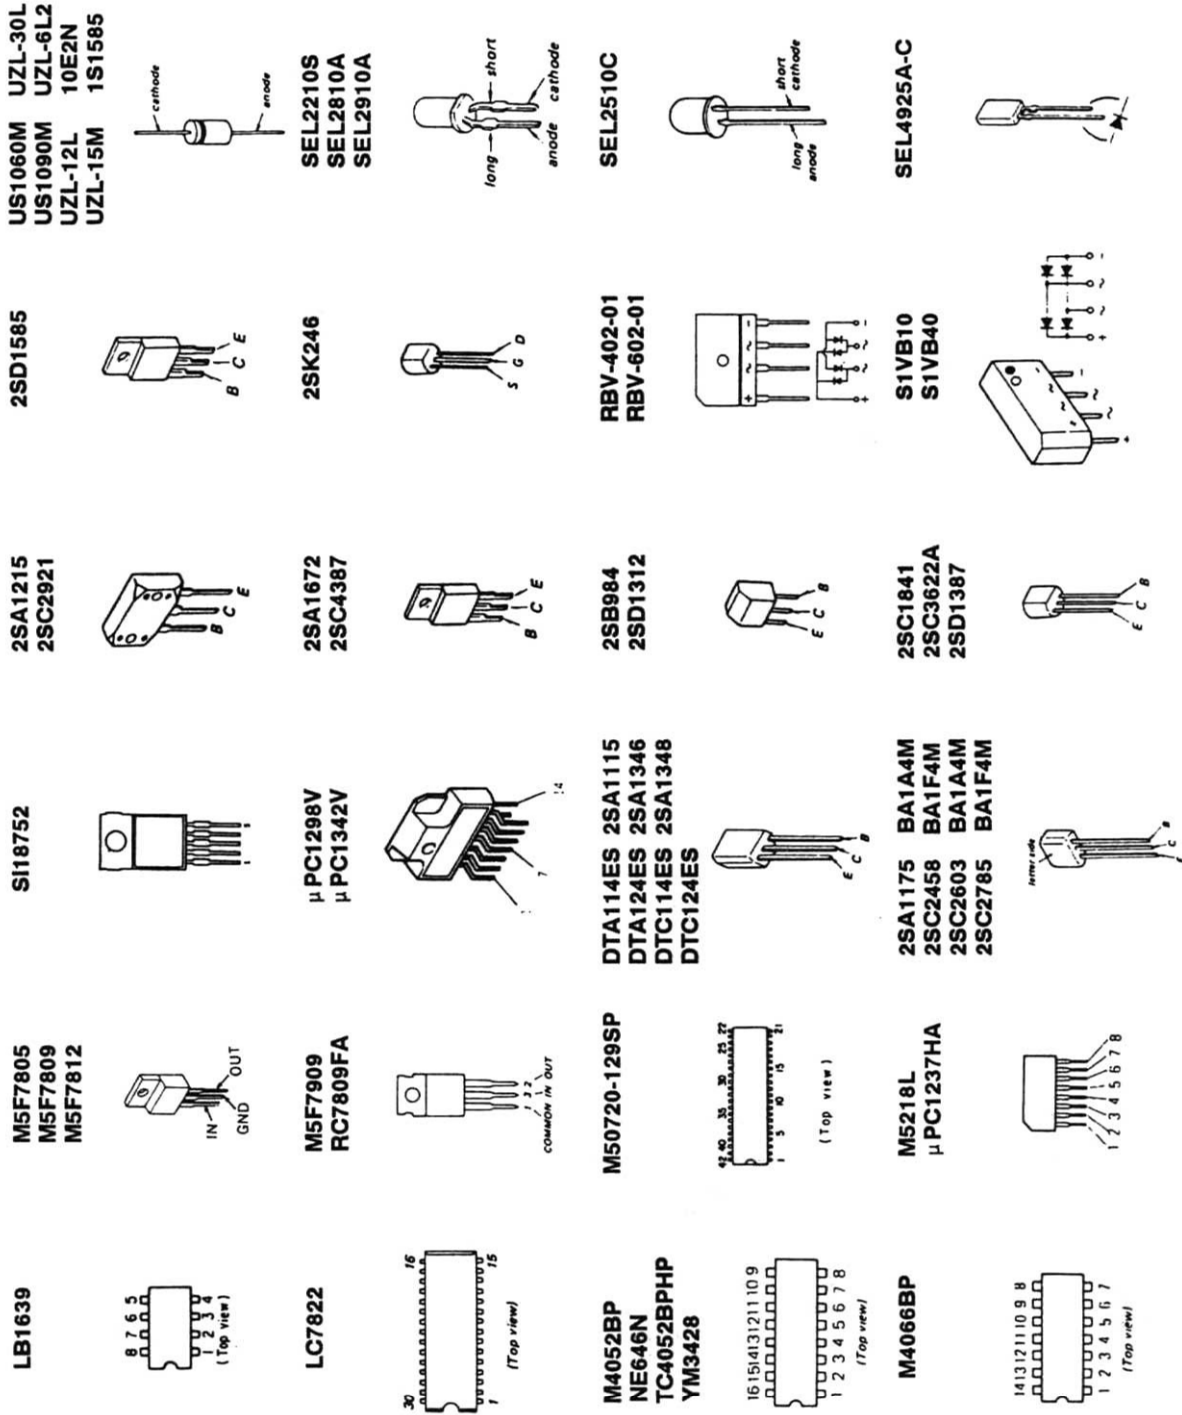 LB1639
8 7 6 5
1 2 3 4
(Top view)
M5F7805
M5F7809
M5F7812
IN
GND
OUT
SI18752
2SA1215
2SC2921
B C E
2SD1585
B C E
US1060M UZL-30L
US1090M UZL-6L2
UZL-12L 10E2N
UZL-15M 1S1585
cathode
anode
LC7822
30 16
1 15
(Top view)
M5F7909
RC7809FA
1 3 2
COMMON IN OUT
µPC1298V
µPC1342V
7
14
2SA1672
2SC4387
B C E
2SK246
S G D
SEL2210S
SEL2810A
SEL2910A
long short
anode cathode
M4052BP
NE646N
TC4052BPHP
YM3428
16 15 14 13 12 11 10 9
1 2 3 4 5 6 7 8
(Top view)
M50720-129SP
42 40 35 30 25 22
1 5 10 15 21
(Top view)
DTA114ES 2SA1115
DTA124ES 2SA1346
DTC114ES 2SA1348
DTC124ES
E C B
2SB984
2SD1312
E C B
RBV-402-01
RBV-602-01
+ ~ ~ -
+ ~ ~ -
SEL2510C
long short
anode cathode
M4066BP
14 13 12 11 10 9 8
1 2 3 4 5 6 7
(Top view)
M5218L
µPC1237HA
1 2 3 4 5 6 7 8
2SA1175 BA1A4M
2SC2458 BA1F4M
2SC2603 BA1A4M
2SC2785 BA1F4M
letter side
E C B
2SC1841
2SC3622A
2SD1387
E C B
S1VB10
S1VB40
+ ~ ~ -
+ ~ ~ -
SEL4925A-C